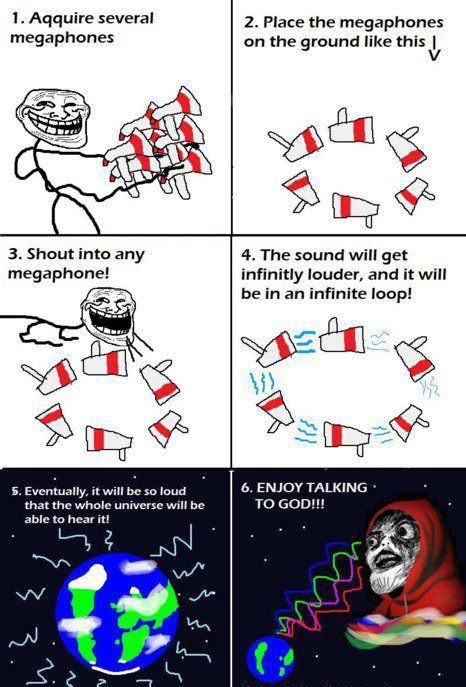 1. Aqquire several
megaphones
2. Place the megaphones
on the ground like this |
V
3. Shout into any
megaphone!
4. The sound will get
infinitly louder, and it will
be in an infinite loop!
5. Eventually, it will be so loud
that the whole universe will be
able to hear it!
6. ENJOY TALKING
TO GOD!!!